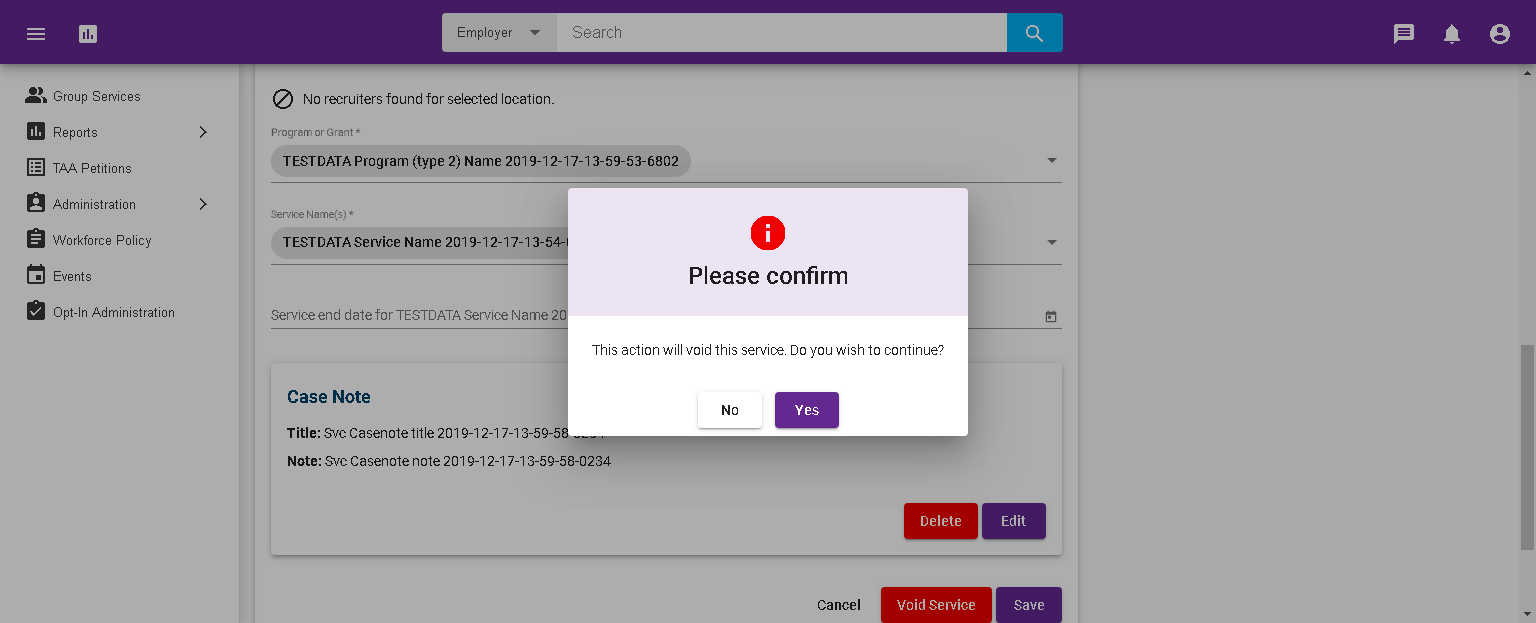 Employer
Search
Group Services
Reports
TAA Petitions
Administration
Workforce Policy
Events
Opt-In Administration
No recruiters found for selected location.
Program or Grant *
TESTDATA Program (type 2) Name 2019-12-17-13-59-53-6802
Service Name(s) *
TESTDATA Service Name 2019-12-17-13-54-
Service end date for TESTDATA Service Name 20
Please confirm
This action will void this service. Do you wish to continue?
No
Yes
Case Note
Title: Svc Casenote title 2019-12-17-13-59-58-0234
Note: Svc Casenote note 2019-12-17-13-59-58-0234
Delete
Edit
Cancel
Void Service
Save